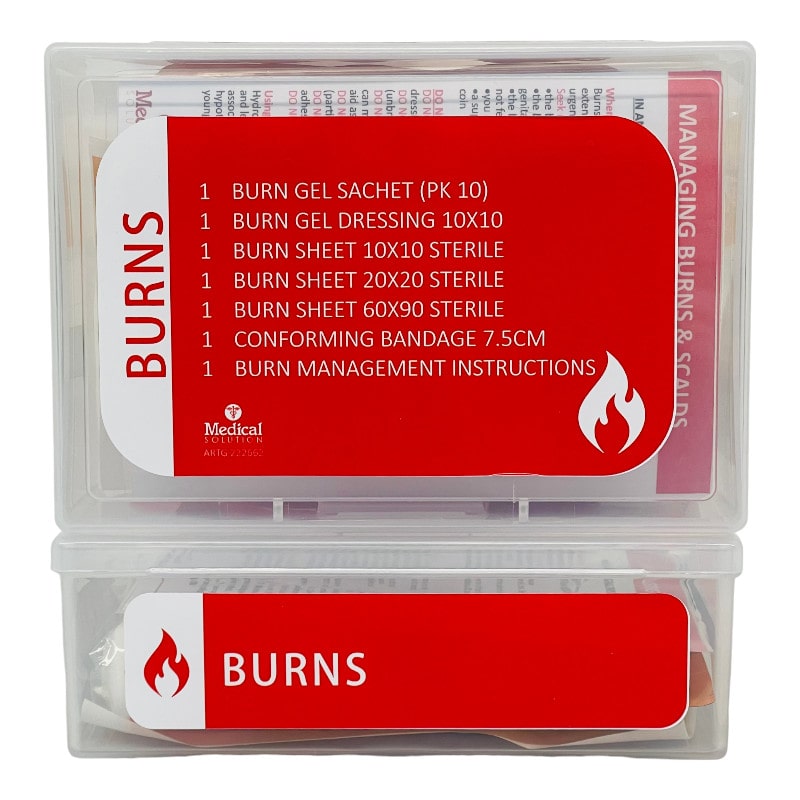 BURNS
1 BURN GEL SACHET (PK 10)
1 BURN GEL DRESSING 10X10
1 BURN SHEET 10X10 STERILE
1 BURN SHEET 20X20 STERILE
1 BURN SHEET 60X90 STERILE
1 CONFORMING BANDAGE 7.5CM
1 BURN MANAGEMENT INSTRUCTIONS
Medical
SOLUTION
ARTG 222662
MANAGING BURNS & SCALDS
BURNS